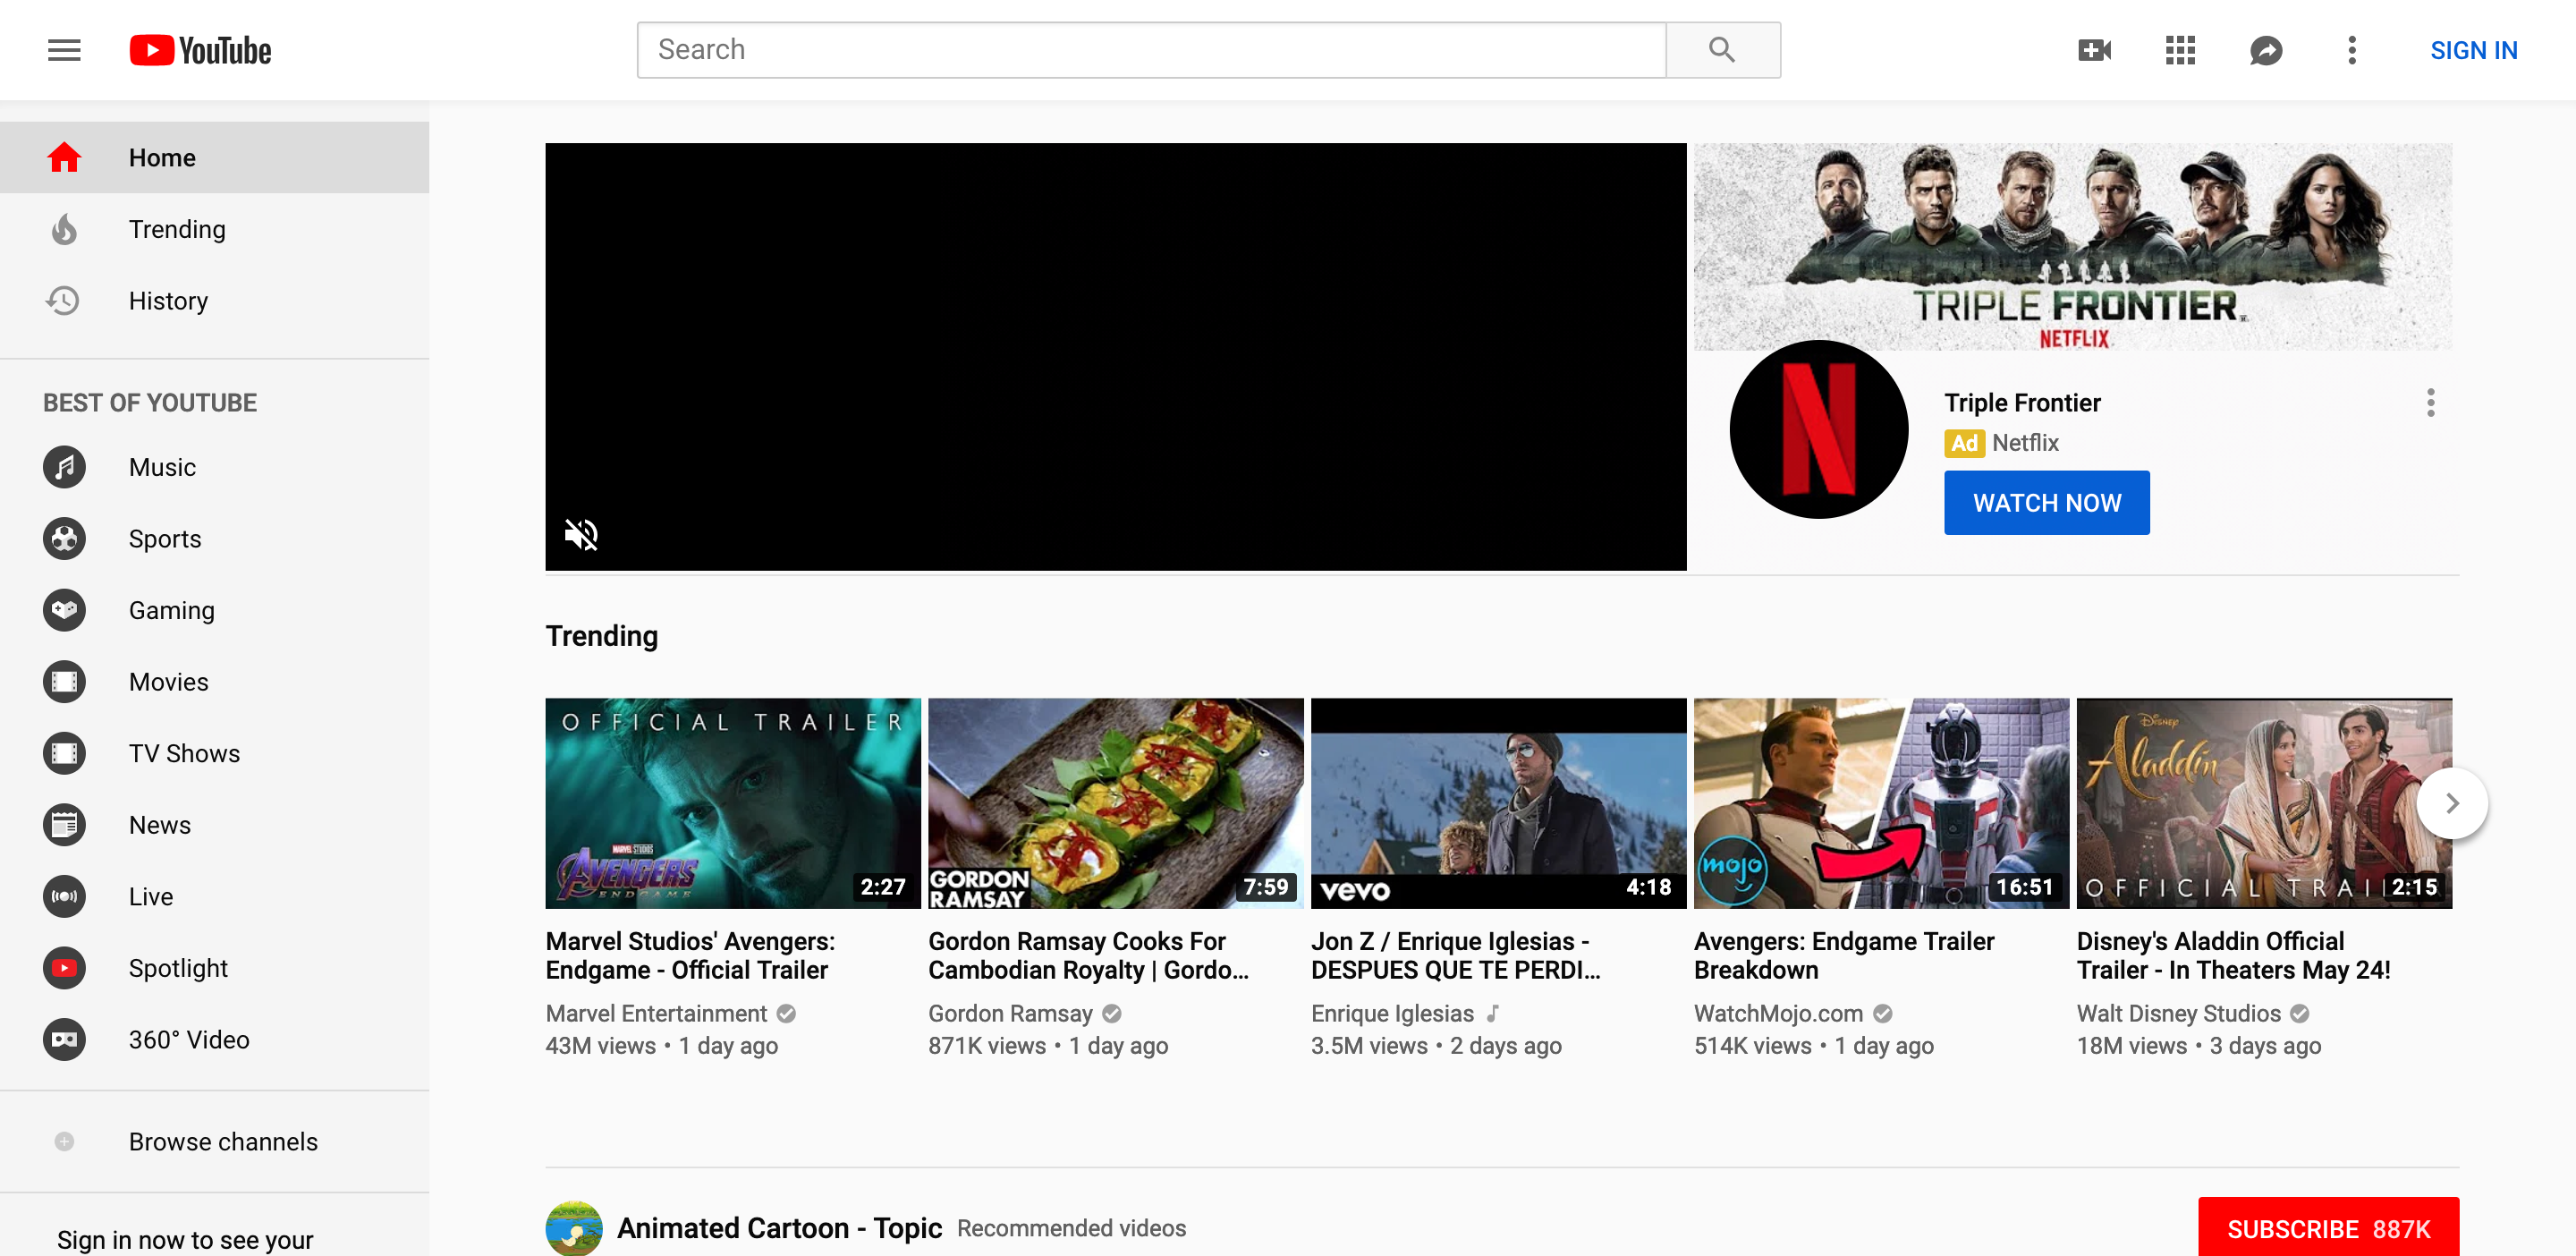 YouTube
Search
SIGN IN
Home
Trending
History
BEST OF YOUTUBE
Music
Sports
Gaming
Movies
TV Shows
News
Live
Spotlight
360° Video
Browse channels
Sign in now to see your
TRIPLE FRONTIER
NETFLIX
Triple Frontier
Ad Netflix
WATCH NOW
Trending
OFFICIAL TRAILER
MARVEL STUDIOS
AVENGERS
ENDGAME
2:27
Marvel Studios' Avengers:
Endgame - Official Trailer
Marvel Entertainment
43M views • 1 day ago
GORDON
RAMSAY
7:59
Gordon Ramsay Cooks For
Cambodian Royalty | Gordo...
Gordon Ramsay
871K views • 1 day ago
vevo
4:18
Jon Z / Enrique Iglesias -
DESPUES QUE TE PERDI...
Enrique Iglesias
3.5M views • 2 days ago
mojo
16:51
Avengers: Endgame Trailer
Breakdown
WatchMojo.com
514K views • 1 day ago
Disney
Aladdin
OFFICIAL TRAI
2:15
Disney's Aladdin Official
Trailer - In Theaters May 24!
Walt Disney Studios
18M views • 3 days ago
Animated Cartoon - Topic Recommended videos
SUBSCRIBE 887K